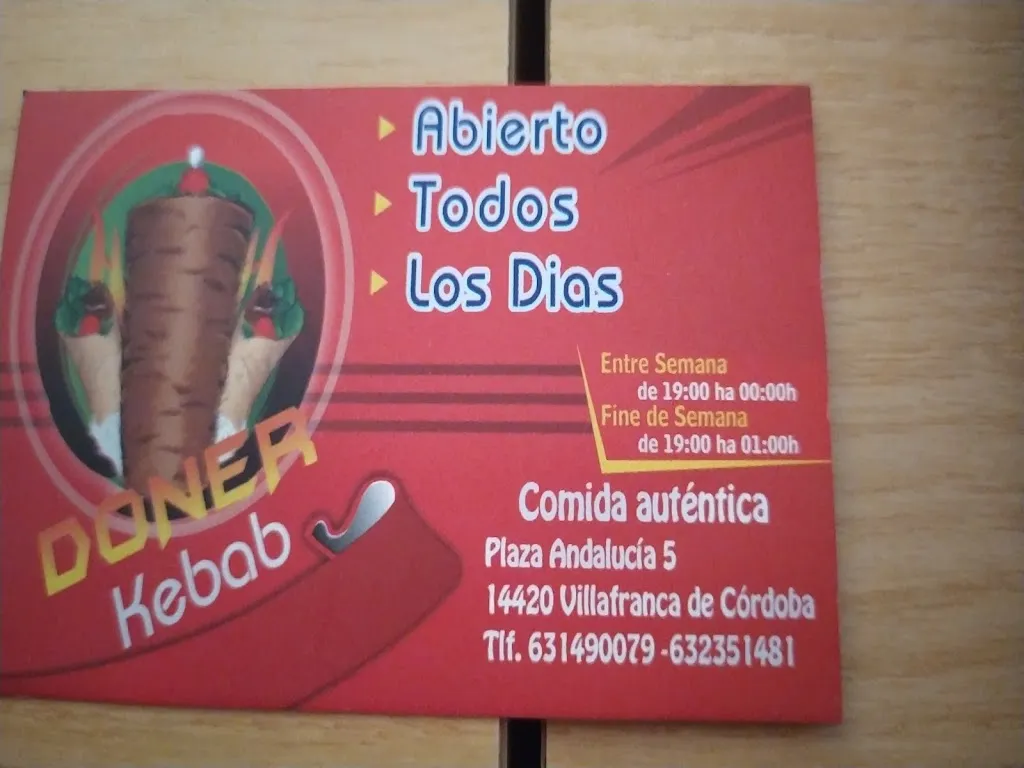 Abierto
Todos
Los Dias
Entre Semana
de 19:00 ha 00:00h
Fine de Semana
de 19:00 ha 01:00h
DONER
Kebab
Comida auténtica
Plaza Andalucía 5
14420 Villafranca de Córdoba
Tlf. 631490079 -632351481